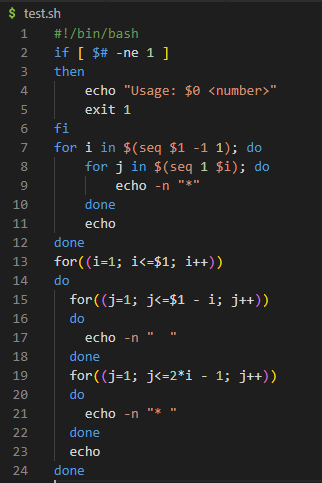 $ test.sh
1 #!/bin/bash
2 if [ $# -ne 1 ]
3 then
4     echo "Usage: $0 <number>"
5     exit 1
6 fi
7 for i in $(seq $1 -1 1); do
8     for j in $(seq 1 $i); do
9         echo -n "*"
10     done
11     echo
12 done
13 for((i=1; i<=$1; i++))
14 do
15   for((j=1; j<=$1 - i; j++))
16   do
17     echo -n "  "
18   done
19   for((j=1; j<=2*i - 1; j++))
20   do
21     echo -n "* "
22   done
23   echo
24 done